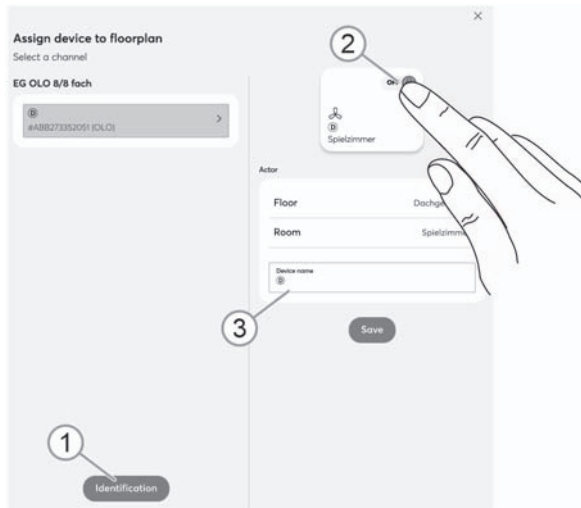 Assign device to floorplan
Select a channel
EG OLO 8/8 fach
D
#ABB273352051 (OLO)
Identification
1
2
D
Spielzimmer
Actor
Floor
Room
Device name
D
3
Save